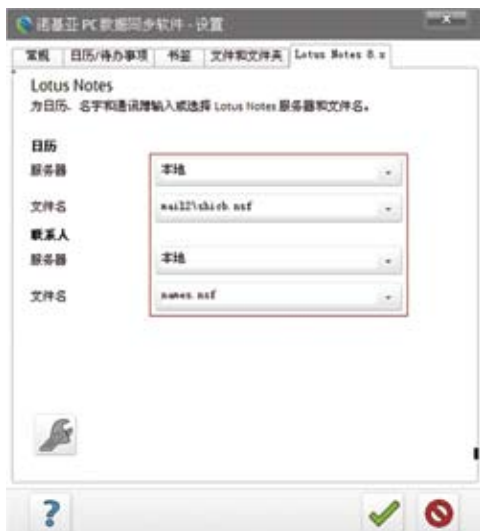 诺基亚 PC 数据同步软件 - 设置
常规 日历/待办事项 书签 文件和文件夹 Lotus Notes 8.x
Lotus Notes
为日历、名字和通讯簿输入或选择 Lotus Notes 服务器和文件名。
日历
服务器 本地
文件名
联系人
服务器 本地
文件名 names.nsf